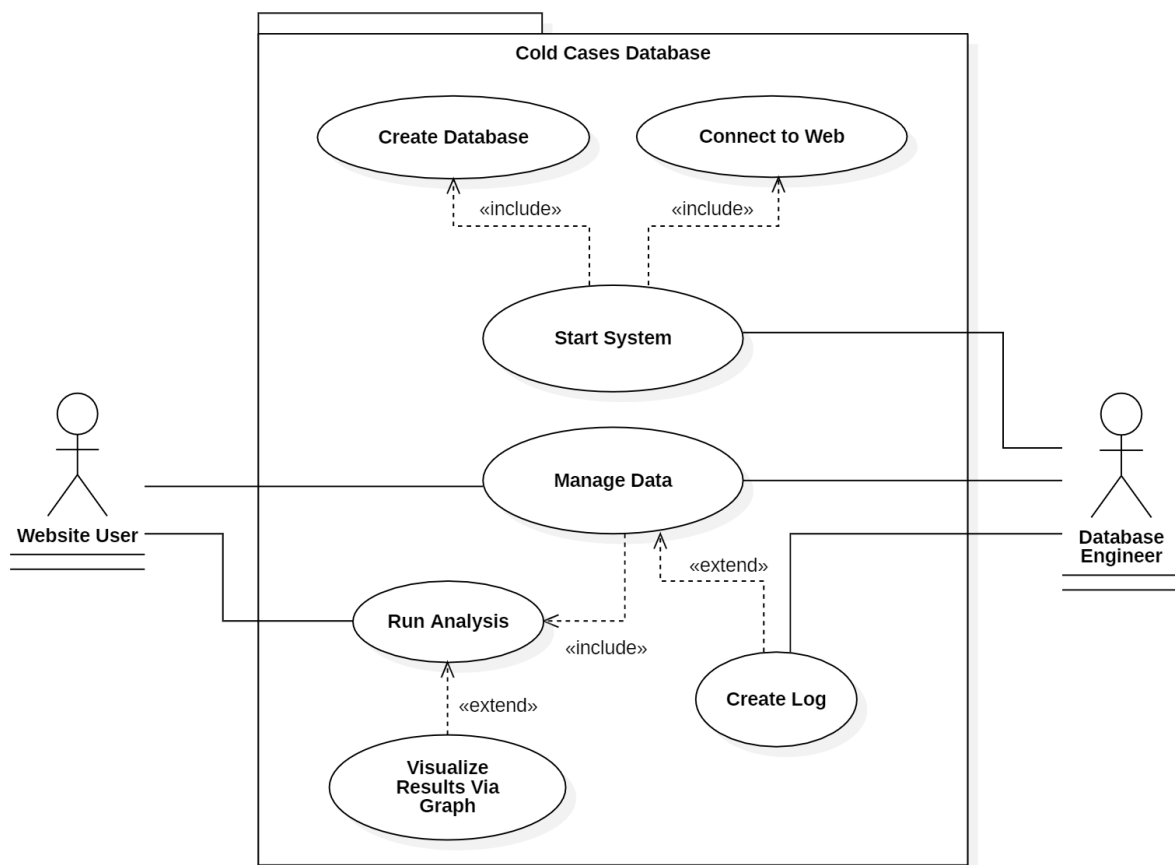 Cold Cases Database
Create Database
Connect to Web
«include»
«include»
Start System
Manage Data
Website User
Database
Engineer
«extend»
Run Analysis
«include»
«extend»
Create Log
Visualize
Results Via
Graph